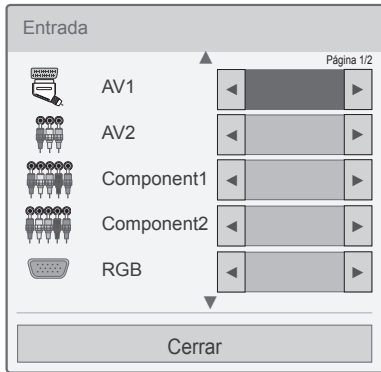 Entrada
Página 1/2
AV1
AV2
Component1
Component2
RGB
Cerrar